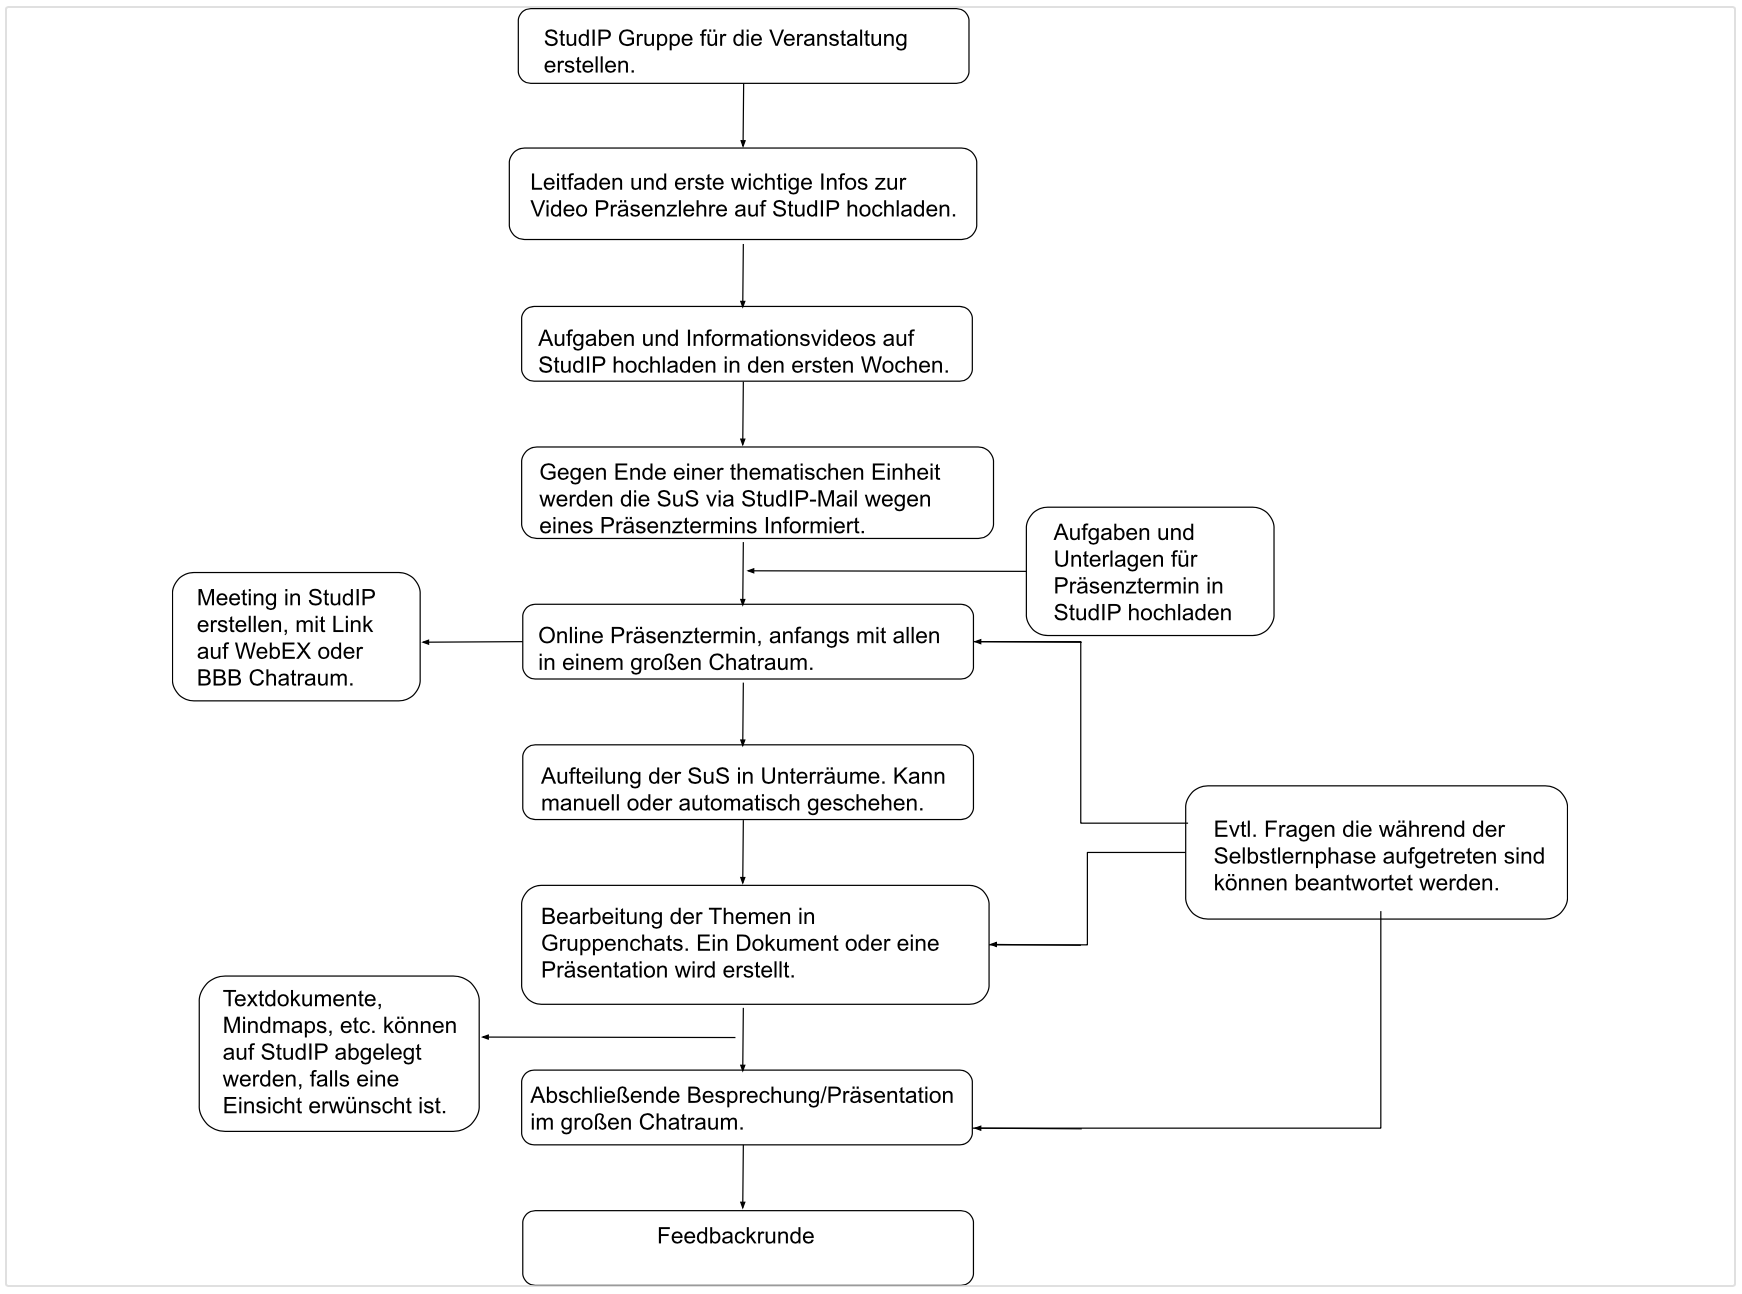 StudIP Gruppe für die Veranstaltung
erstellen.
Leitfaden und erste wichtige Infos zur
Video Präsenzlehre auf StudIP hochladen.
Aufgaben und Informationsvideos auf
StudIP hochladen in den ersten Wochen.
Gegen Ende einer thematischen Einheit
werden die SuS via StudIP-Mail wegen
eines Präsenztermins Informiert.
Aufgaben und
Unterlagen für
Präsenztermin in
StudIP hochladen
Meeting in StudIP
erstellen, mit Link
auf WebEX oder
BBB Chatraum.
Online Präsenztermin, anfangs mit allen
in einem großen Chatraum.
Aufteilung der SuS in Unterräume. Kann
manuell oder automatisch geschehen.
Evtl. Fragen die während der
Selbstlernphase aufgetreten sind
können beantwortet werden.
Bearbeitung der Themen in
Gruppenchats. Ein Dokument oder eine
Präsentation wird erstellt.
Textdokumente,
Mindmaps, etc. können
auf StudIP abgelegt
werden, falls eine
Einsicht erwünscht ist.
Abschließende Besprechung/Präsentation
im großen Chatraum.
Feedbackrunde